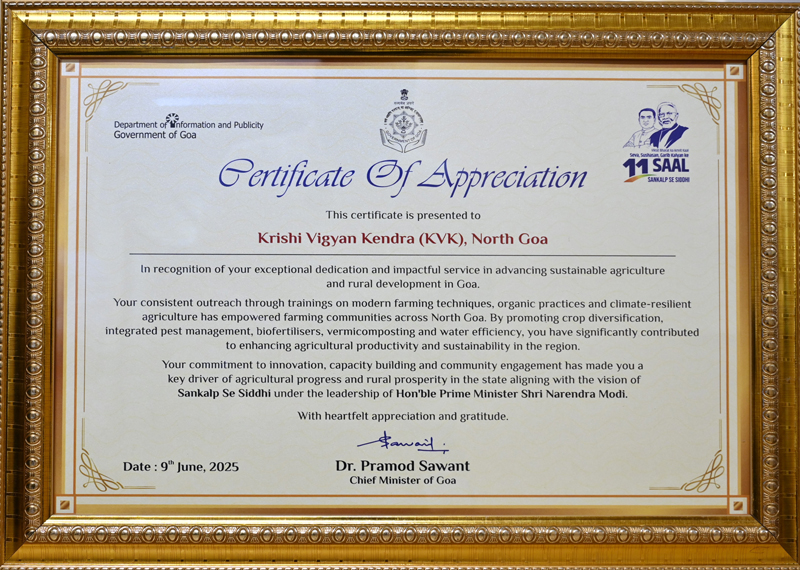 Department of Information and Publicity
Government of Goa
Seva, Sushasan, Garib Kalyan ke
11 SAAL
SANKALP SE SIDDHI
Certificate Of Appreciation
This certificate is presented to
Krishi Vigyan Kendra (KVK), North Goa
In recognition of your exceptional dedication and impactful service in advancing sustainable agriculture
and rural development in Goa.
Your consistent outreach through trainings on modern farming techniques, organic practices and climate-resilient
agriculture has empowered farming communities across North Goa. By promoting crop diversification,
integrated pest management, biofertilisers, vermicomposting and water efficiency, you have significantly contributed
to enhancing agricultural productivity and sustainability in the region.
Your commitment to innovation, capacity building and community engagement has made you a
key driver of agricultural progress and rural prosperity in the state aligning with the vision of
Sankalp Se Siddhi under the leadership of Hon'ble Prime Minister Shri Narendra Modi.
With heartfelt appreciation and gratitude.
Date : 9th June, 2025
Dr. Pramod Sawant
Chief Minister of Goa